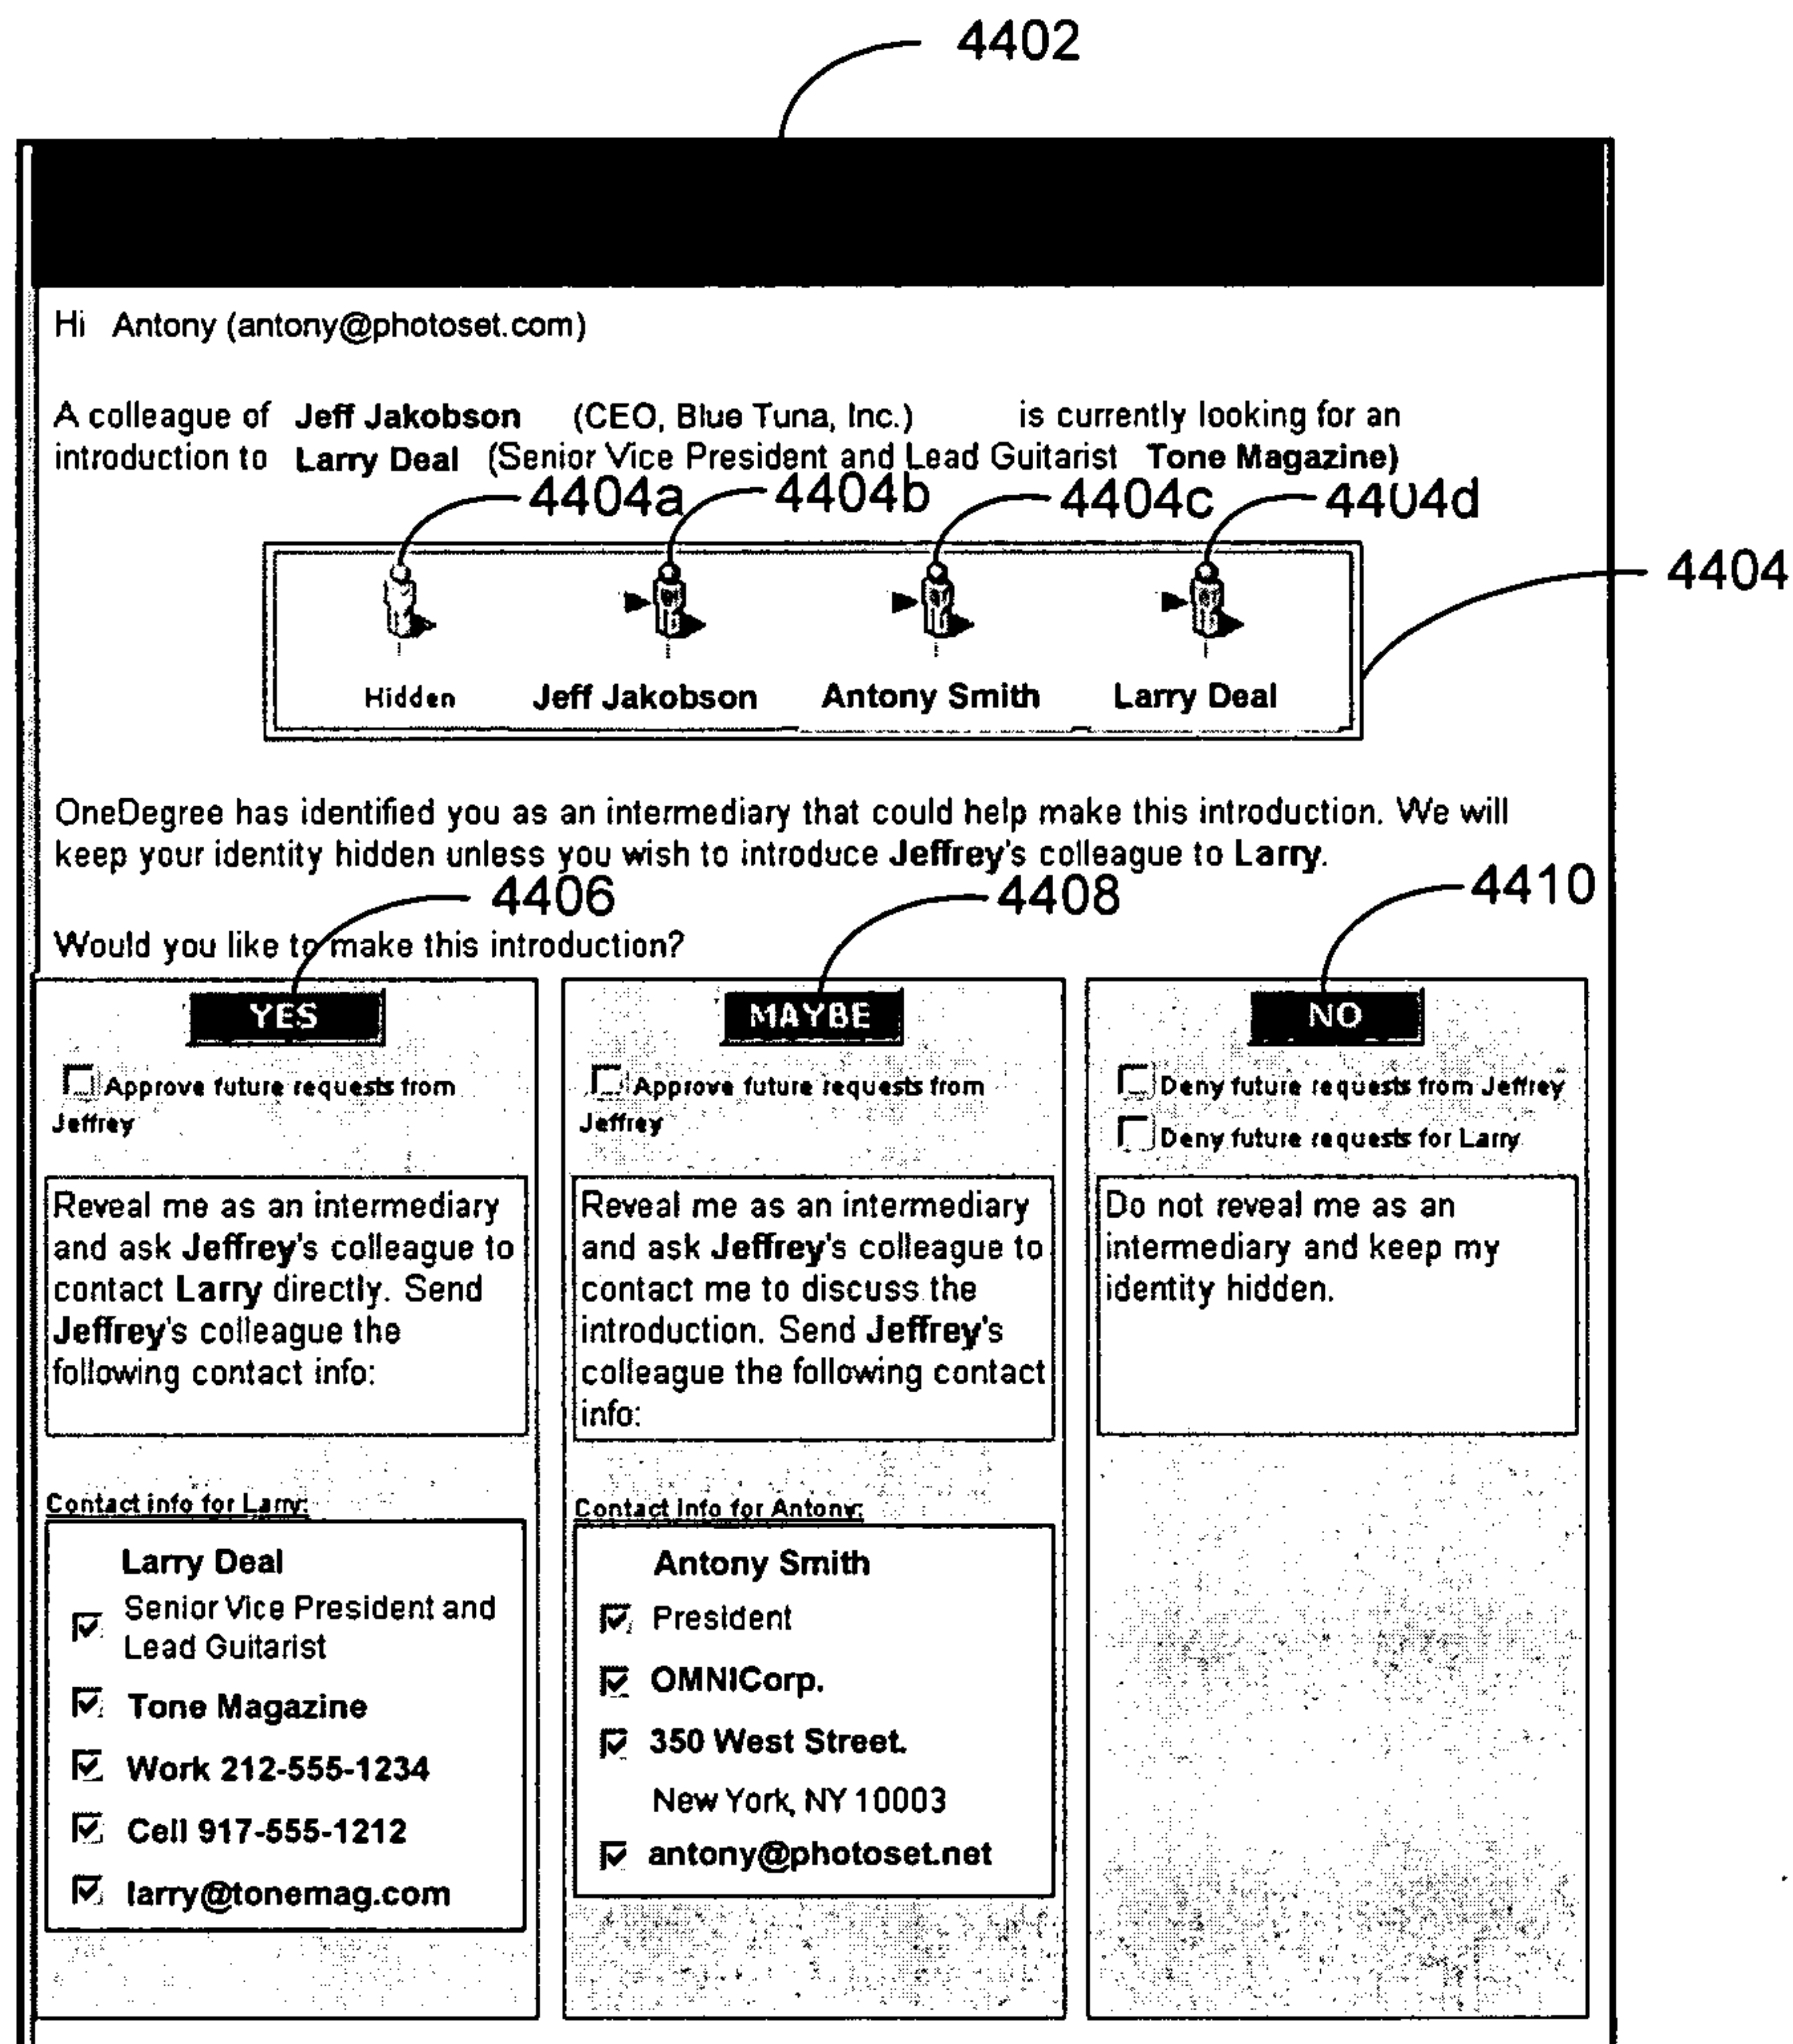 4402
Hi Antony (antony@photoset.com)
A colleague of Jeff Jakobson (CEO, Blue Tuna, Inc.) is currently looking for an
introduction to Larry Deal (Senior Vice President and Lead Guitarist Tone Magazine)
4404a 4404b 4404c 4404d
4404
Hidden Jeff Jakobson Antony Smith Larry Deal
OneDegree has identified you as an intermediary that could help make this introduction. We will
keep your identity hidden unless you wish to introduce Jeffrey's colleague to Larry.
4406 4408 4410
Would you like to make this introduction?
YES
Approve future requests from
Jeffrey
Reveal me as an intermediary
and ask Jeffrey's colleague to
contact Larry directly. Send
Jeffrey's colleague the
following contact info:
Contact info for Larry:
Larry Deal
Senior Vice President and
Lead Guitarist
Tone Magazine
Work 212-555-1234
Cell 917-555-1212
larry@tonemag.com
MAYBE
Approve future requests from
Jeffrey
Reveal me as an intermediary
and ask Jeffrey's colleague to
contact me to discuss the
introduction. Send Jeffrey's
colleague the following contact
info:
Contact info for Antony:
Antony Smith
President
OMNICorp.
350 West Street.
New York, NY 10003
antony@photoset.net
NO
Deny future requests from Jeffrey
Deny future requests for Larry
Do not reveal me as an
intermediary and keep my
identity hidden.